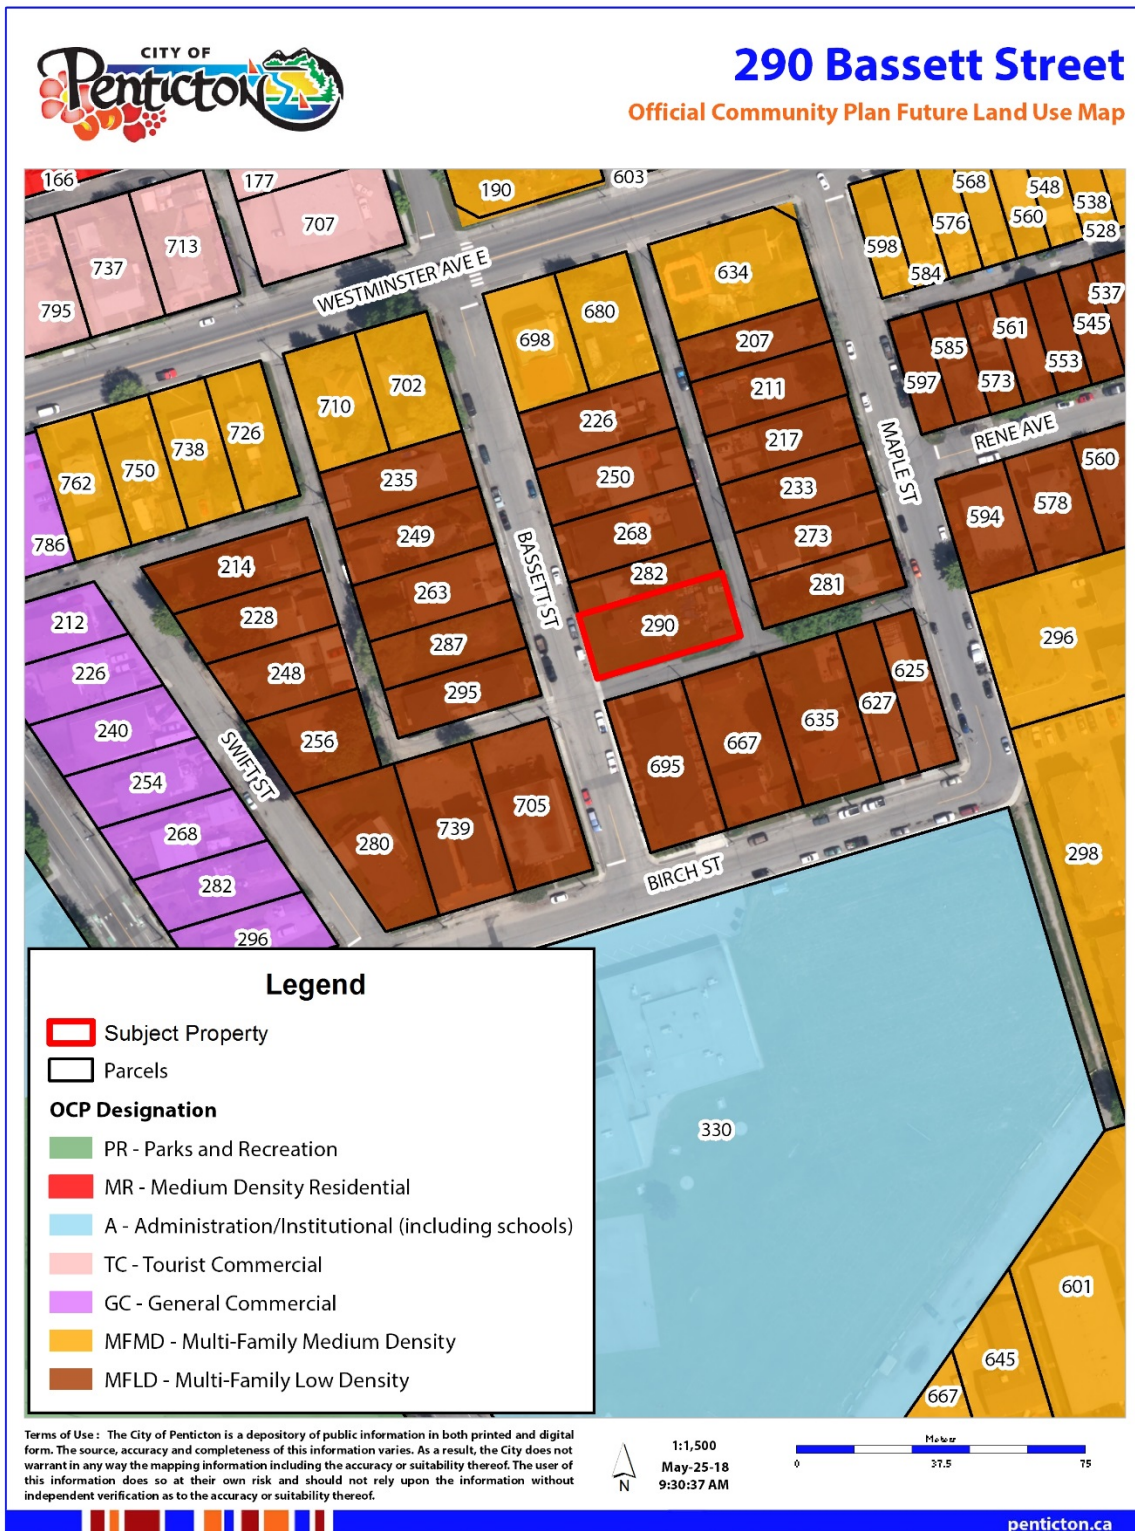 CITY OF
Penticton
290 Bassett Street
Official Community Plan Future Land Use Map
166
177
190
603
568
548
538
528
707
713
737
795
598
576
560
584
WESTMINSTER AVE E
634
537
545
561
585
553
573
597
698
680
207
211
702
710
226
217
MAPLE ST
RENE AVE
726
738
750
762
786
235
250
233
560
578
594
249
268
273
BASSETT ST
214
263
282
281
212
228
287
290
296
226
248
295
625
627
635
240
256
667
695
SWIFT ST
254
705
739
280
268
298
282
BIRCH ST
296
330
601
645
667
Legend
Subject Property
Parcels
OCP Designation
PR - Parks and Recreation
MR - Medium Density Residential
A - Administration/Institutional (including schools)
TC - Tourist Commercial
GC - General Commercial
MFMD - Multi-Family Medium Density
MFLD - Multi-Family Low Density
Terms of Use : The City of Penticton is a depository of public information in both printed and digital
form. The source, accuracy and completeness of this information varies. As a result, the City does not
warrant in any way the mapping information including the accuracy or suitability thereof. The user of
this information does so at their own risk and should not rely upon the information without
independent verification as to the accuracy or suitability thereof.
N
1:1,500
May-25-18
9:30:37 AM
Meters
0 37.5 75
penticton.ca